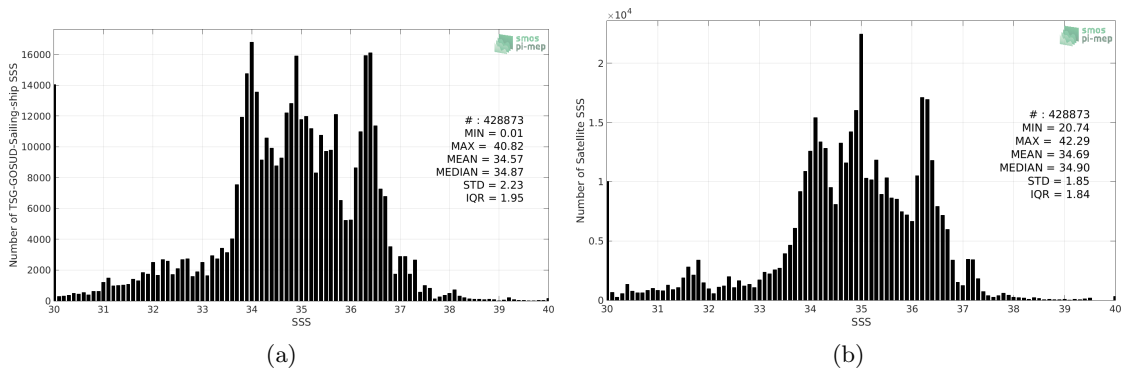 smos
pi-mep
Number of TSG-GOSUD-Sailing-ship SSS
16000
14000
12000
10000
8000
6000
4000
2000
0
# : 428873
MIN = 0.01
MAX = 40.82
MEAN = 34.57
MEDIAN = 34.87
STD = 2.23
IQR = 1.95
30 31 32 33 34 35 36 37 38 39 40
SSS
(a)
×10⁴
smos
pi-mep
Number of Satellite SSS
2
1.5
1
0.5
0
# : 428873
MIN = 20.74
MAX = 42.29
MEAN = 34.69
MEDIAN = 34.90
STD = 1.85
IQR = 1.84
30 31 32 33 34 35 36 37 38 39 40
SSS
(b)